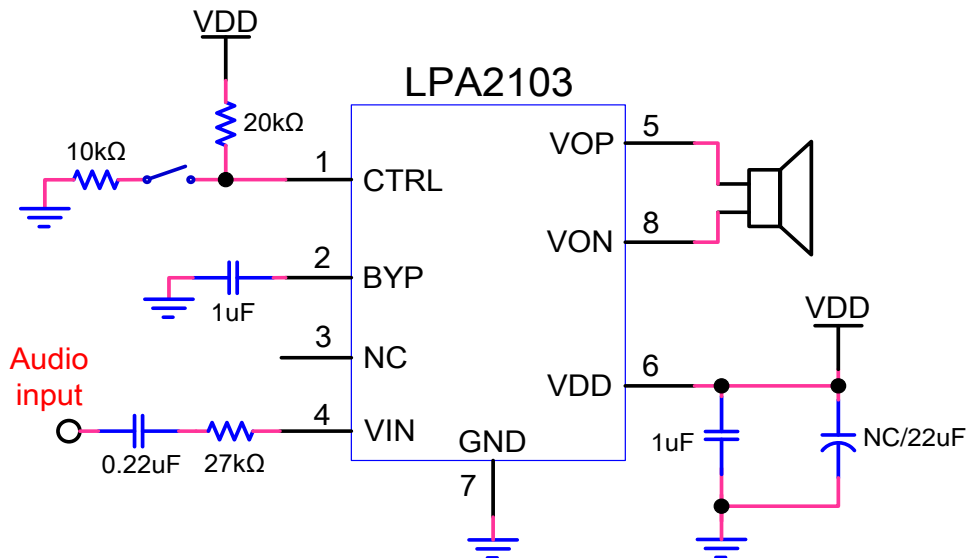 VDD
LPA2103
20kΩ
10kΩ
1
CTRL
VOP
5
VON
8
2
BYP
1uF
3
NC
VDD
6
VDD
Audio
input
4
VIN
0.22uF
27kΩ
GND
7
1uF
NC/22uF